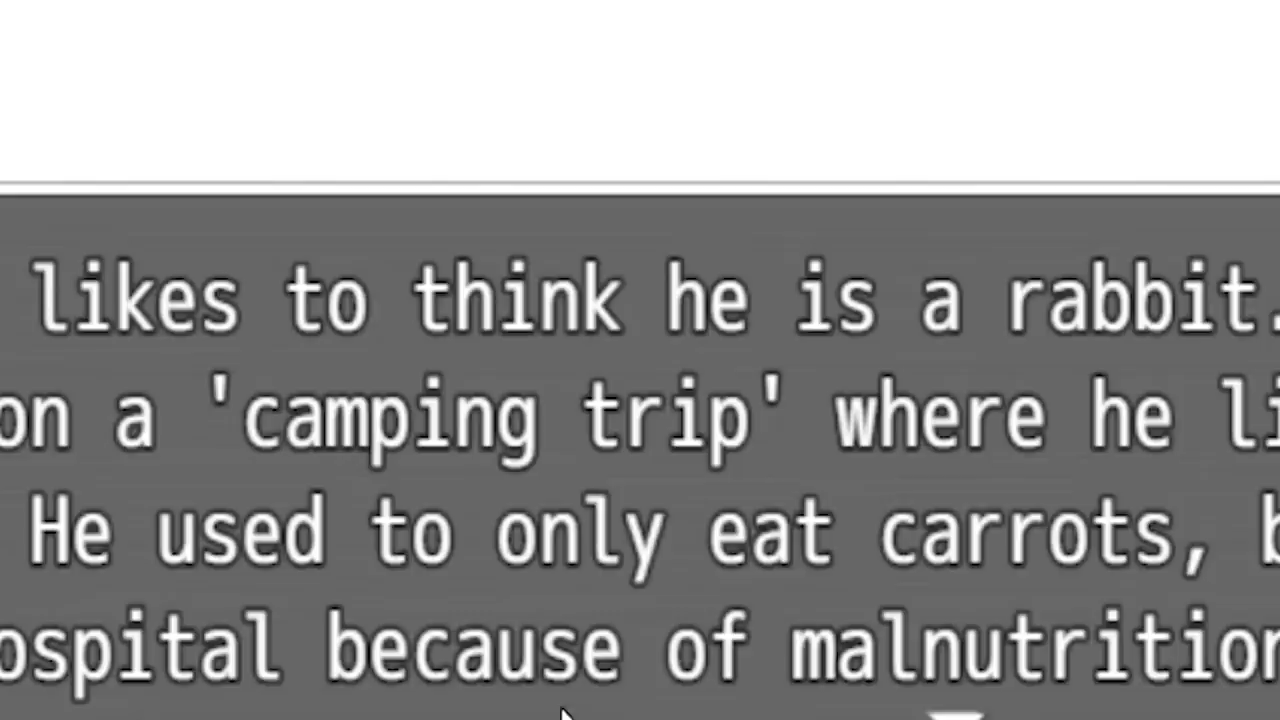 likes to think he is a rabbit.
on a 'camping trip' where he li
He used to only eat carrots, b
ospital because of malnutrition